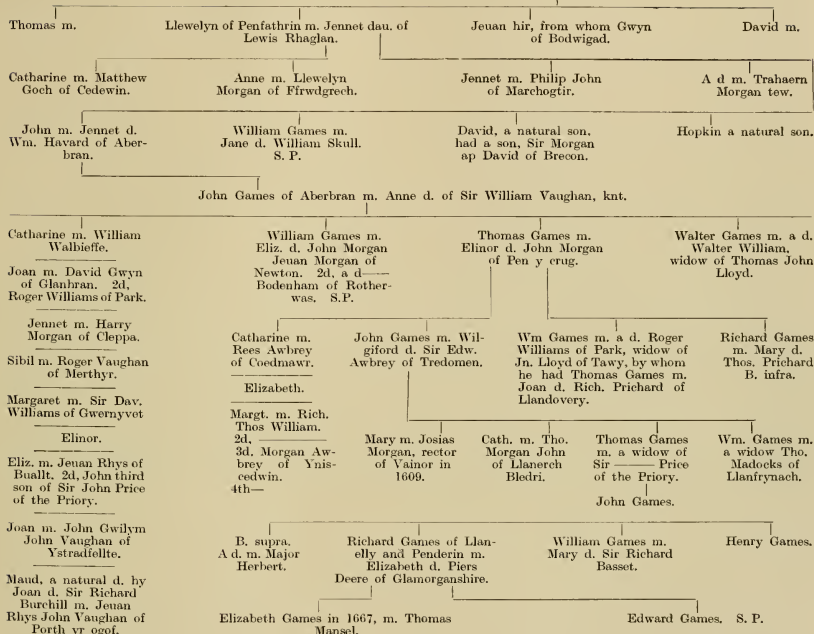 Thomas m.
Llewelyn of Penfathrin m. Jennet dau. of
Lewis Rhaglan.
Jeuan hir, from whom Gwyn
of Bodwigad.
David m.
Catharine m. Matthew
Goch of Cedewin.
Anne m. Llewelyn
Morgan of Ffrwdgrech.
Jennet m. Philip John
of Marchogtir.
A d m. Trahaern
Morgan tew.
John m. Jennet d.
Wm. Havard of Aber-
bran.
William Games m.
Jane d. William Skull.
S. P.
David, a natural son,
had a son, Sir Morgan
ap David of Brecon.
Hopkin a natural son.
John Games of Aberbran m. Anne d. of Sir William Vaughan, knt.
Catharine m. William
Walbieffe.
Joan m. David Gwyn
of Glanhran. 2d,
Roger Williams of Park.
Jennet m. Harry
Morgan of Cleppa.
Sibil m. Roger Vaughan
of Merthyr.
Margaret m. Sir Dav.
Williams of Gwernyvet
Elinor.
Eliz. m. Jeuan Rhys of
Buallt. 2d, John third
son of Sir John Price
of the Priory.
Joan m. John Gwilym
John Vaughan of
Ystradfellte.
Maud, a natural d. by
Joan d. Sir Richard
Burchill m. Jeuan
Rhys John Vaughan of
Porth yr ogof.
William Games m.
Eliz. d. John Morgan
Jeuan Morgan of
Newton. 2d, a d——
Bodenham of Rother-
was. S.P.
Thomas Games m.
Elinor d. John Morgan
of Pen y crug.
Walter Games m. a d.
Walter William,
widow of Thomas John
Lloyd.
Catharine m.
Rees Awbrey
of Coedmawr.
Elizabeth.
Margt. m. Rich.
Thos William.
2d, ————
3d, Morgan Aw-
brey of Ynis-
cedwin.
4th—
John Games m. Wil-
giford d. Sir Edw.
Awbrey of Tredomen.
Wm Games m. a d. Roger
Williams of Park, widow of
Jn. Lloyd of Tawy, by whom
he had Thomas Games m.
Joan d. Rich. Prichard of
Llandovery.
Richard Games
m. Mary d.
Thos. Prichard
B. infra.
Mary m. Josias
Morgan, rector
of Vainor in
1609.
Cath. m. Tho.
Morgan John
of Llanerch
Bledri.
Thomas Games
m. a widow of
Sir —— Price
of the Priory.
John Games.
Wm. Games m.
a widow Tho.
Madocks of
Llanfrynach.
B. supra.
A d. m. Major
Herbert.
Richard Games of Llan-
elly and Penderin m.
Elizabeth d. Piers
Deere of Glamorganshire.
William Games m.
Mary d. Sir Richard
Basset.
Henry Games.
Elizabeth Games in 1667, m. Thomas
Mansel.
Edward Games. S. P.